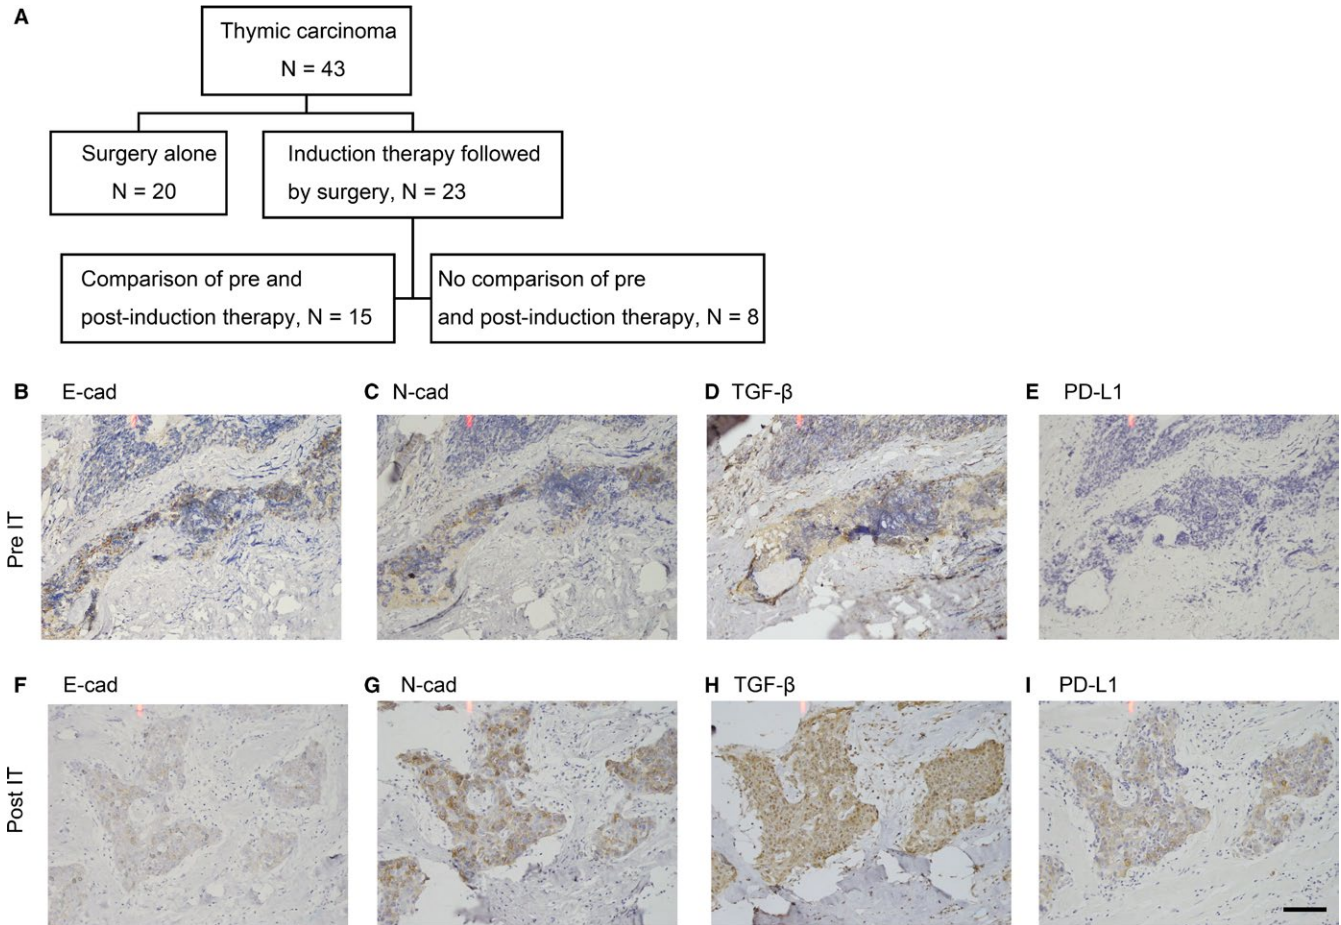 A
Thymic carcinoma
N = 43
Surgery alone
N = 20
Induction therapy followed
by surgery, N = 23
Comparison of pre and
post-induction therapy, N = 15
No comparison of pre
and post-induction therapy, N = 8
B E-cad
C N-cad
D TGF-β
E PD-L1
Pre IT
F E-cad
G N-cad
H TGF-β
I PD-L1
Post IT